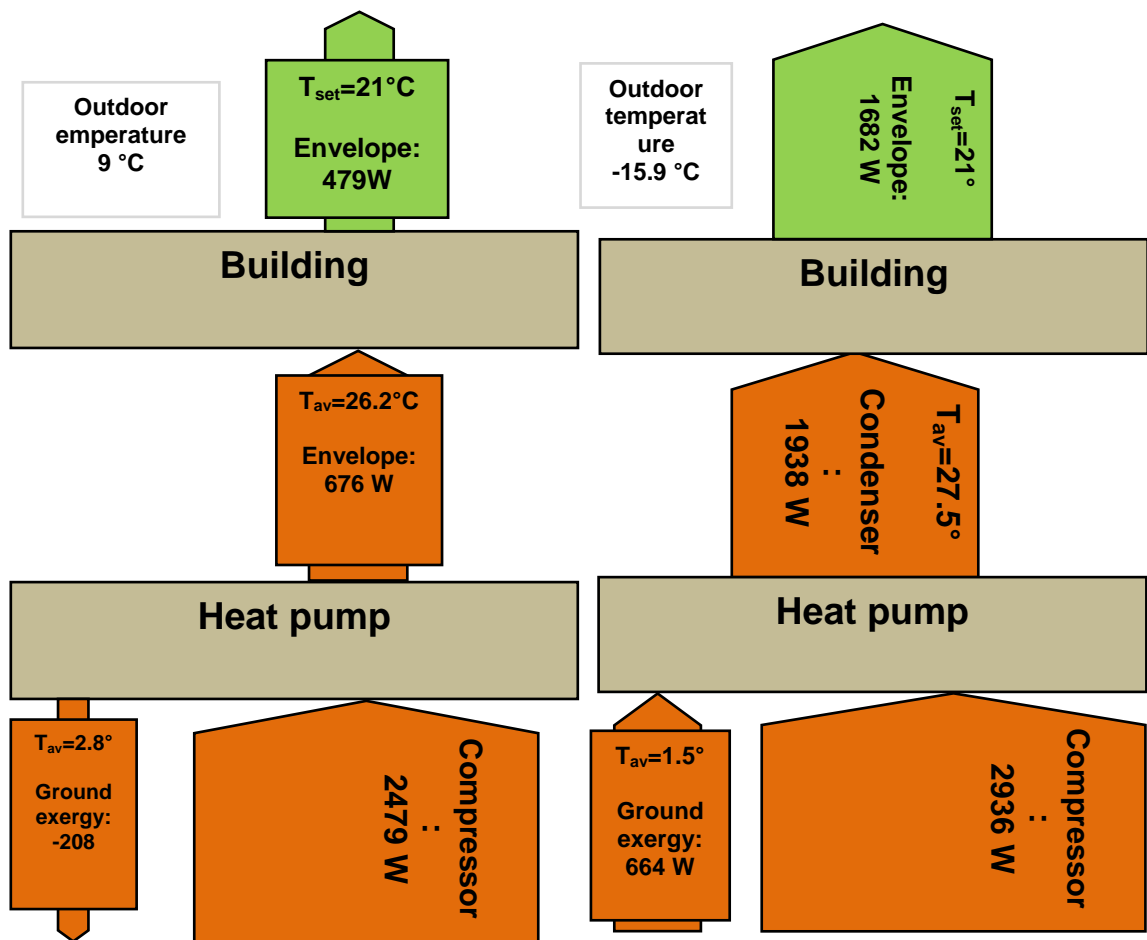 Outdoor
emperature
9 °C
Tset=21°C
Envelope:
479W
Building
Tav=26.2°C
Envelope:
676 W
Heat pump
Tav=2.8°
Ground
exergy:
-208
Compressor
:
2479 W
Outdoor
temperat
ure
-15.9 °C
Tset=21°
Envelope:
1682 W
Building
Tav=27.5°
Condenser
:
1938 W
Heat pump
Tav=1.5°
Ground
exergy:
664 W
Compressor
:
2936 W